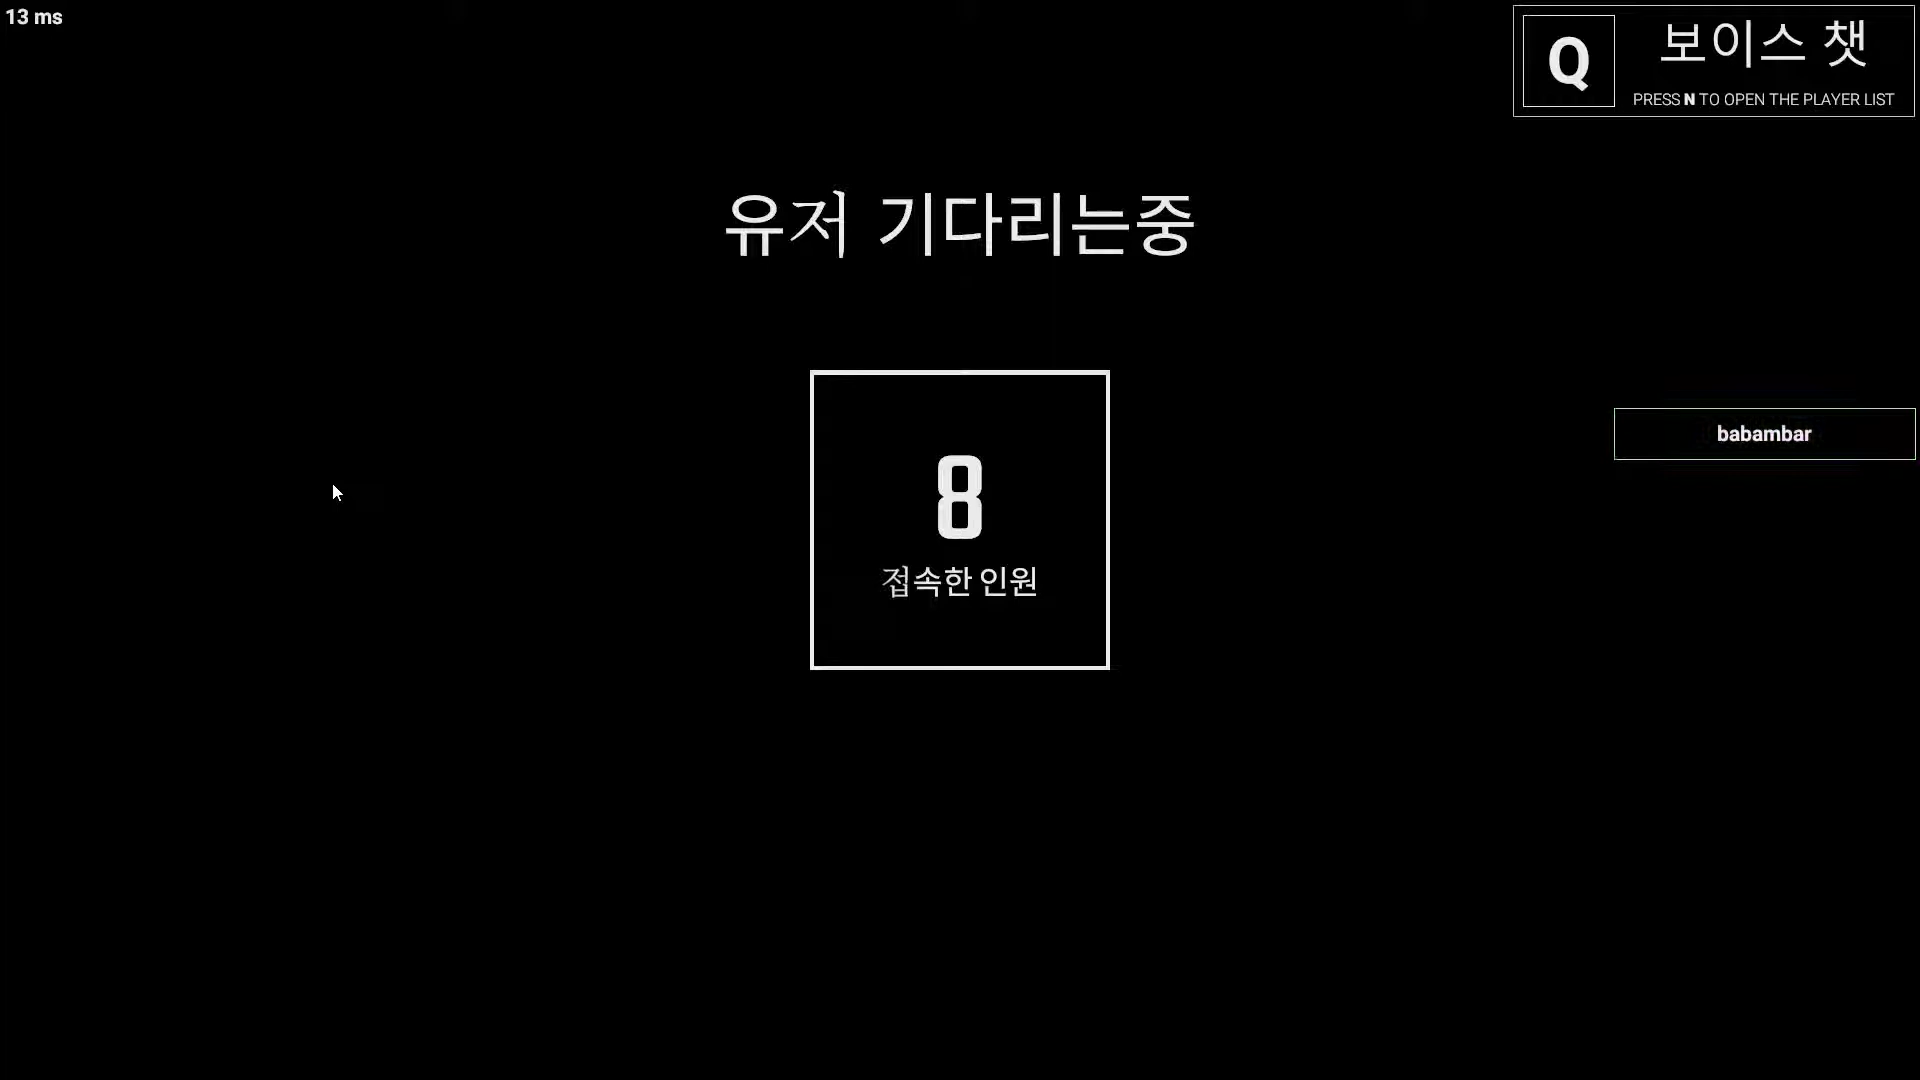 13 ms
Q
보이스 챗
PRESS N TO OPEN THE PLAYER LIST
유저 기다리는중
babambar
8
접속한 인원